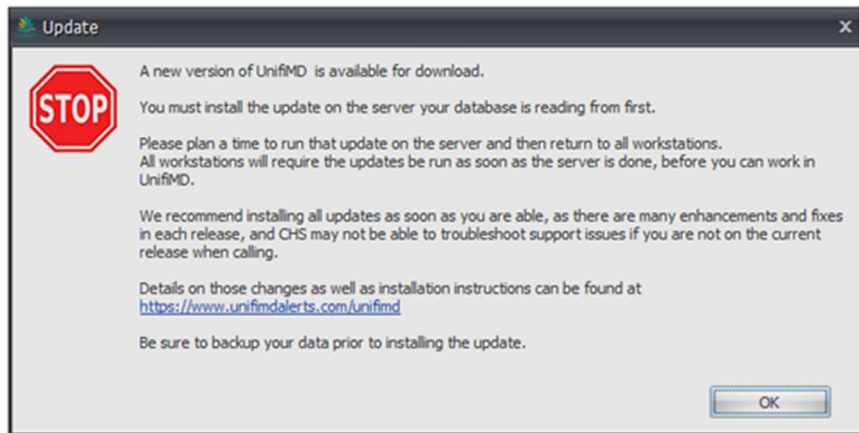 Update
x
STOP
A new version of UnifiMD is available for download.
You must install the update on the server your database is reading from first.
Please plan a time to run that update on the server and then return to all workstations.
All workstations will require the updates be run as soon as the server is done, before you can work in
UnifiMD.
We recommend installing all updates as soon as you are able, as there are many enhancements and fixes
in each release, and CHS may not be able to troubleshoot support issues if you are not on the current
release when calling.
Details on those changes as well as installation instructions can be found at
https://www.unifimdalerts.com/unifimd
Be sure to backup your data prior to installing the update.
OK